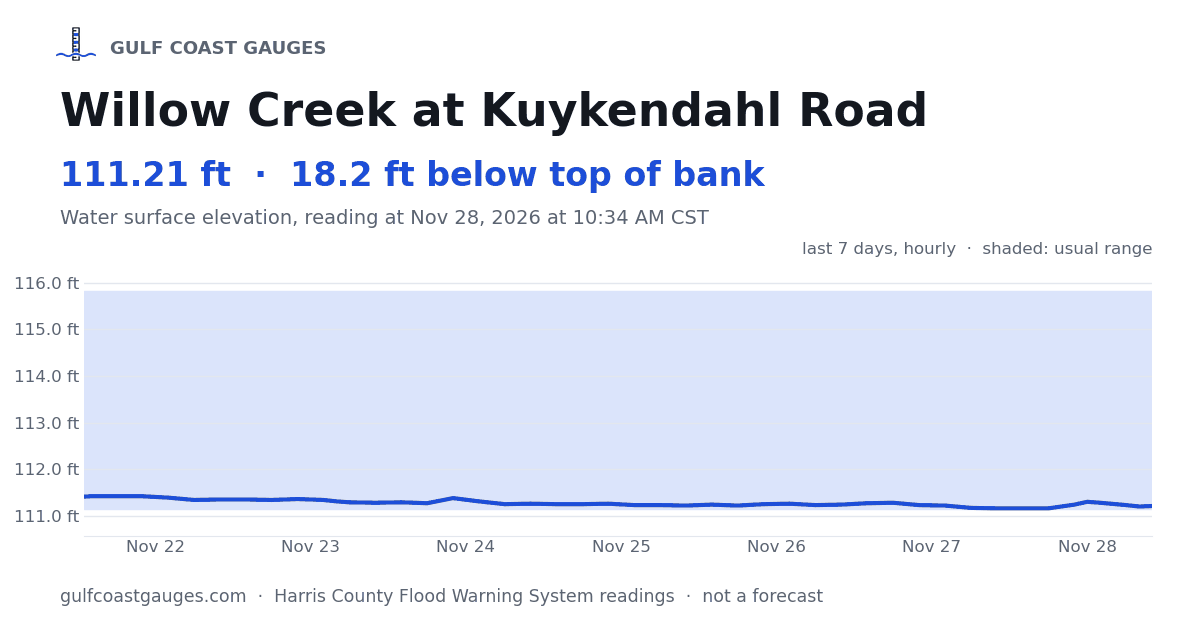 GULF COAST GAUGES
Willow Creek at Kuykendahl Road
111.21 ft · 18.2 ft below top of bank
Water surface elevation, reading at Nov 28, 2026 at 10:34 AM CST
last 7 days, hourly · shaded: usual range
116.0 ft
115.0 ft
114.0 ft
113.0 ft
112.0 ft
111.0 ft
Nov 22 Nov 23 Nov 24 Nov 25 Nov 26 Nov 27 Nov 28
gulfcoastgauges.com · Harris County Flood Warning System readings · not a forecast